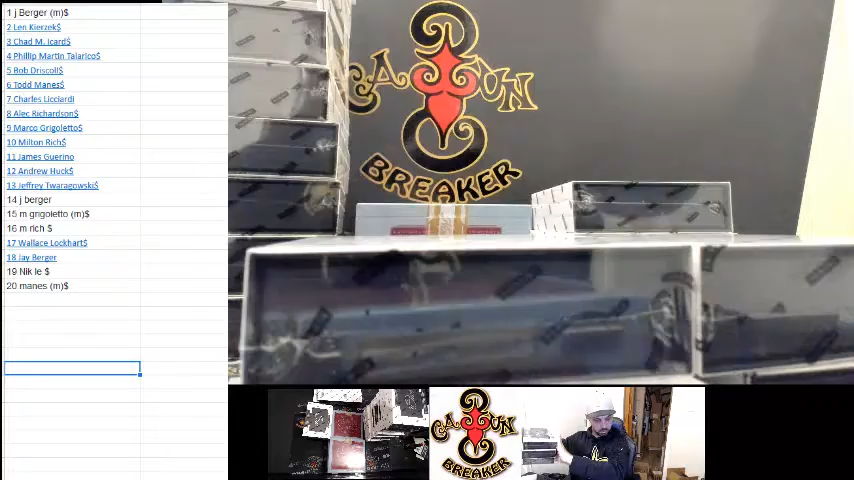 1 j Berger (m)$
2 Len Kierzek$
3 Chad M. Icard$
4 Phillip Martin Talarico$
5 Bob Driscoll$
6 Todd Manes$
7 Charles Licciardi
8 Alec Richardson$
9 Marco Grigoletto$
10 Milton Rich$
11 James Guerino
12 Andrew Huck$
13 Jeffrey Twaragowski$
14 j berger
15 m grigoletto (m)$
16 m rich $
17 Wallace Lockhart$
18 Jay Berger
19 Nik le $
20 manes (m)$
CAJUN
BREAKER
CAJUN
BREAKER